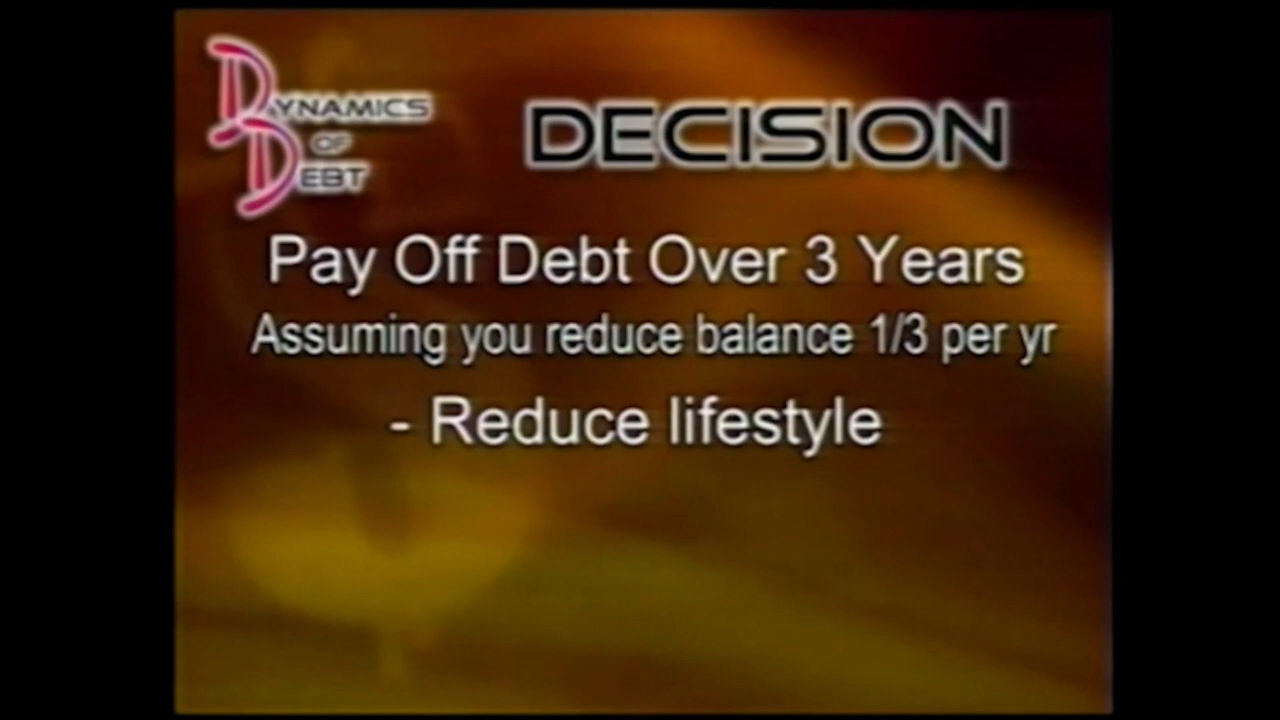 DYNAMICS
OF
DEBT
DECISION
Pay Off Debt Over 3 Years
Assuming you reduce balance 1/3 per yr
- Reduce lifestyle